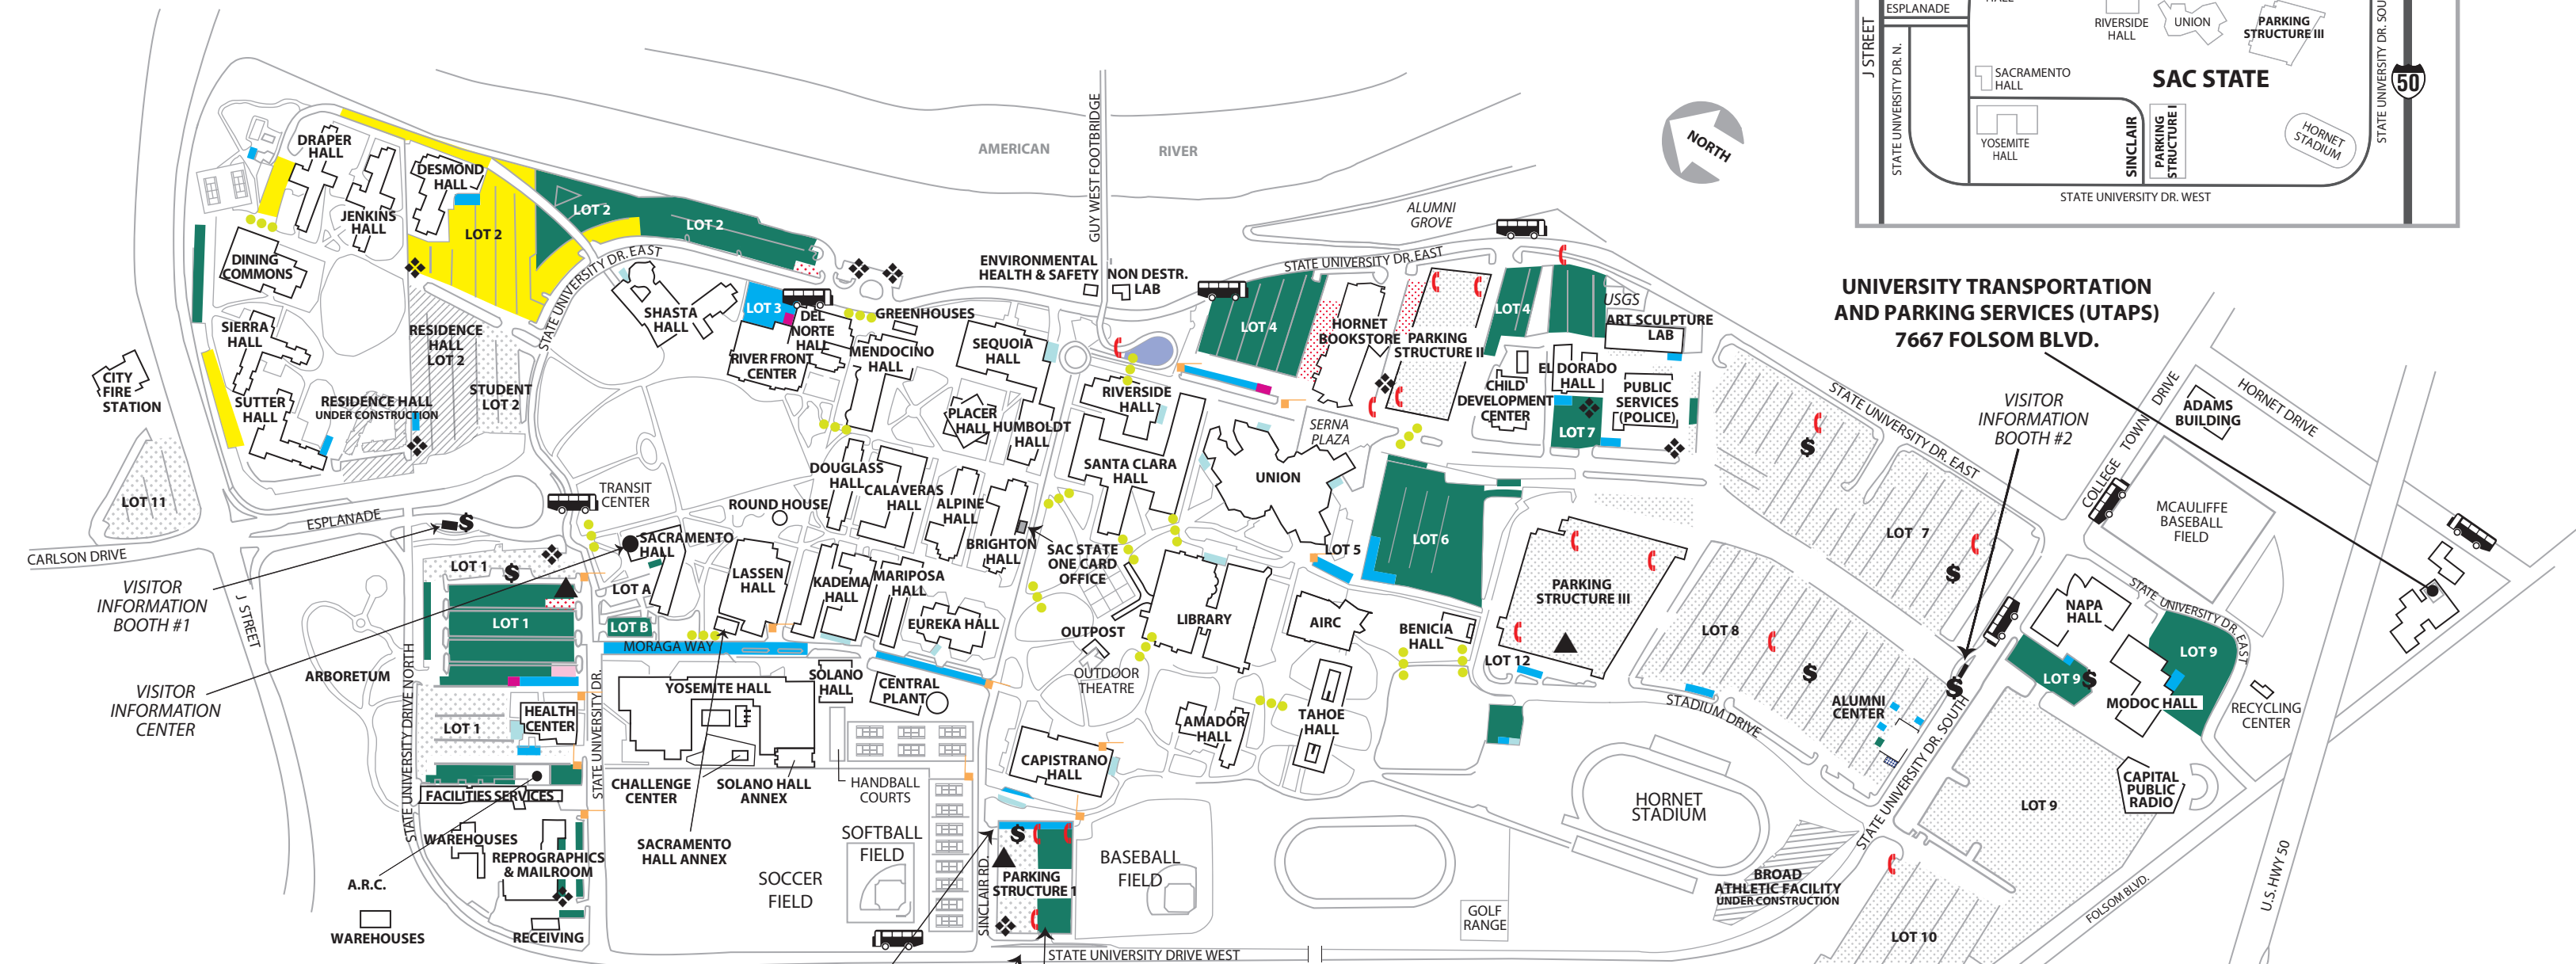 ESPLANADE
J STREET
STATE UNIVERSITY DR. N.
RIVERSIDE
HALL
UNION
PARKING
STRUCTURE III
STATE UNIVERSITY DR. SOU
SACRAMENTO
HALL
SAC STATE
50
YOSEMITE
HALL
SINCLAIR
PARKING
STRUCTURE I
HORNET
STADIUM
STATE UNIVERSITY DR. WEST
AMERICAN
RIVER
NORTH
GUY WEST FOOTBRIDGE
DRAPER
HALL
JENKINS
HALL
DESMOND
HALL
LOT 2
LOT 2
LOT 2
DINING
COMMONS
STATE UNIVERSITY DR. EAST
SHASTA
HALL
LOT 3
DEL
NORTE
HALL
RIVER FRONT
CENTER
GREENHOUSES
MENDOCINO
HALL
SEQUOIA
HALL
ENVIRONMENTAL
HEALTH & SAFETY
NON DESTR.
LAB
ALUMNI
GROVE
STATE UNIVERSITY DR. EAST
LOT 4
HORNET
BOOKSTORE
PARKING
STRUCTURE II
LOT 4
USGS
ART SCULPTURE
LAB
EL DORADO
HALL
CHILD
DEVELOPMENT
CENTER
PUBLIC
SERVICES
(POLICE)
LOT 7
UNIVERSITY TRANSPORTATION
AND PARKING SERVICES (UTAPS)
7667 FOLSOM BLVD.
VISITOR
INFORMATION
BOOTH #2
STATE UNIVERSITY DR. EAST
COLLEGE TOWN DRIVE
HORNET DRIVE
ADAMS
BUILDING
MCAULIFFE
BASEBALL
FIELD
SIERRA
HALL
SUTTER
HALL
RESIDENCE
HALL
LOT 2
STUDENT
LOT 2
RESIDENCE HALL
UNDER CONSTRUCTION
CITY
FIRE
STATION
LOT 11
ESPLANADE
CARLSON DRIVE
J STREET
TRANSIT
CENTER
VISITOR
INFORMATION
BOOTH #1
VISITOR
INFORMATION
CENTER
ARBORETUM
STATE UNIVERSITY DRIVE NORTH
LOT 1
LOT 1
LOT 1
HEALTH
CENTER
FACILITIES SERVICES
WAREHOUSES
REPROGRAPHICS
& MAILROOM
A.R.C.
WAREHOUSES
RECEIVING
STATE UNIVERSITY DR.
SACRAMENTO
HALL
LOT A
LOT B
MORAGA WAY
ROUND HOUSE
LASSEN
HALL
DOUGLASS
HALL
CALAVERAS
HALL
KADEMA
HALL
MARIPOSA
HALL
ALPINE
HALL
BRIGHTON
HALL
EUREKA HALL
PLACER
HALL
HUMBOLDT
HALL
RIVERSIDE
HALL
SANTA CLARA
HALL
SAC STATE
ONE CARD
OFFICE
UNION
SERNA
PLAZA
LOT 5
LOT 6
LIBRARY
AIRC
OUTPOST
OUTDOOR
THEATRE
BENICIA
HALL
LOT 12
PARKING
STRUCTURE III
LOT 7
LOT 8
STADIUM DRIVE
ALUMNI
CENTER
STATE UNIVERSITY DR. SOUTH
NAPA
HALL
STATE UNIVERSITY DR. EAST
LOT 9
LOT 9
MODOC HALL
RECYCLING
CENTER
CAPITAL
PUBLIC
RADIO
LOT 9
LOT 10
FOLSOM BLVD.
U.S. HWY 50
YOSEMITE HALL
SOLANO
HALL
CENTRAL
PLANT
CHALLENGE
CENTER
SOLANO HALL
ANNEX
HANDBALL
COURTS
SACRAMENTO
HALL ANNEX
SOCCER
FIELD
SOFTBALL
FIELD
SINCLAIR RD.
CAPISTRANO
HALL
AMADOR
HALL
TAHOE
HALL
PARKING
STRUCTURE 1
BASEBALL
FIELD
HORNET
STADIUM
GOLF
RANGE
BROAD
ATHLETIC FACILITY
UNDER CONSTRUCTION
STATE UNIVERSITY DR. SOUTH
STATE UNIVERSITY DRIVE WEST